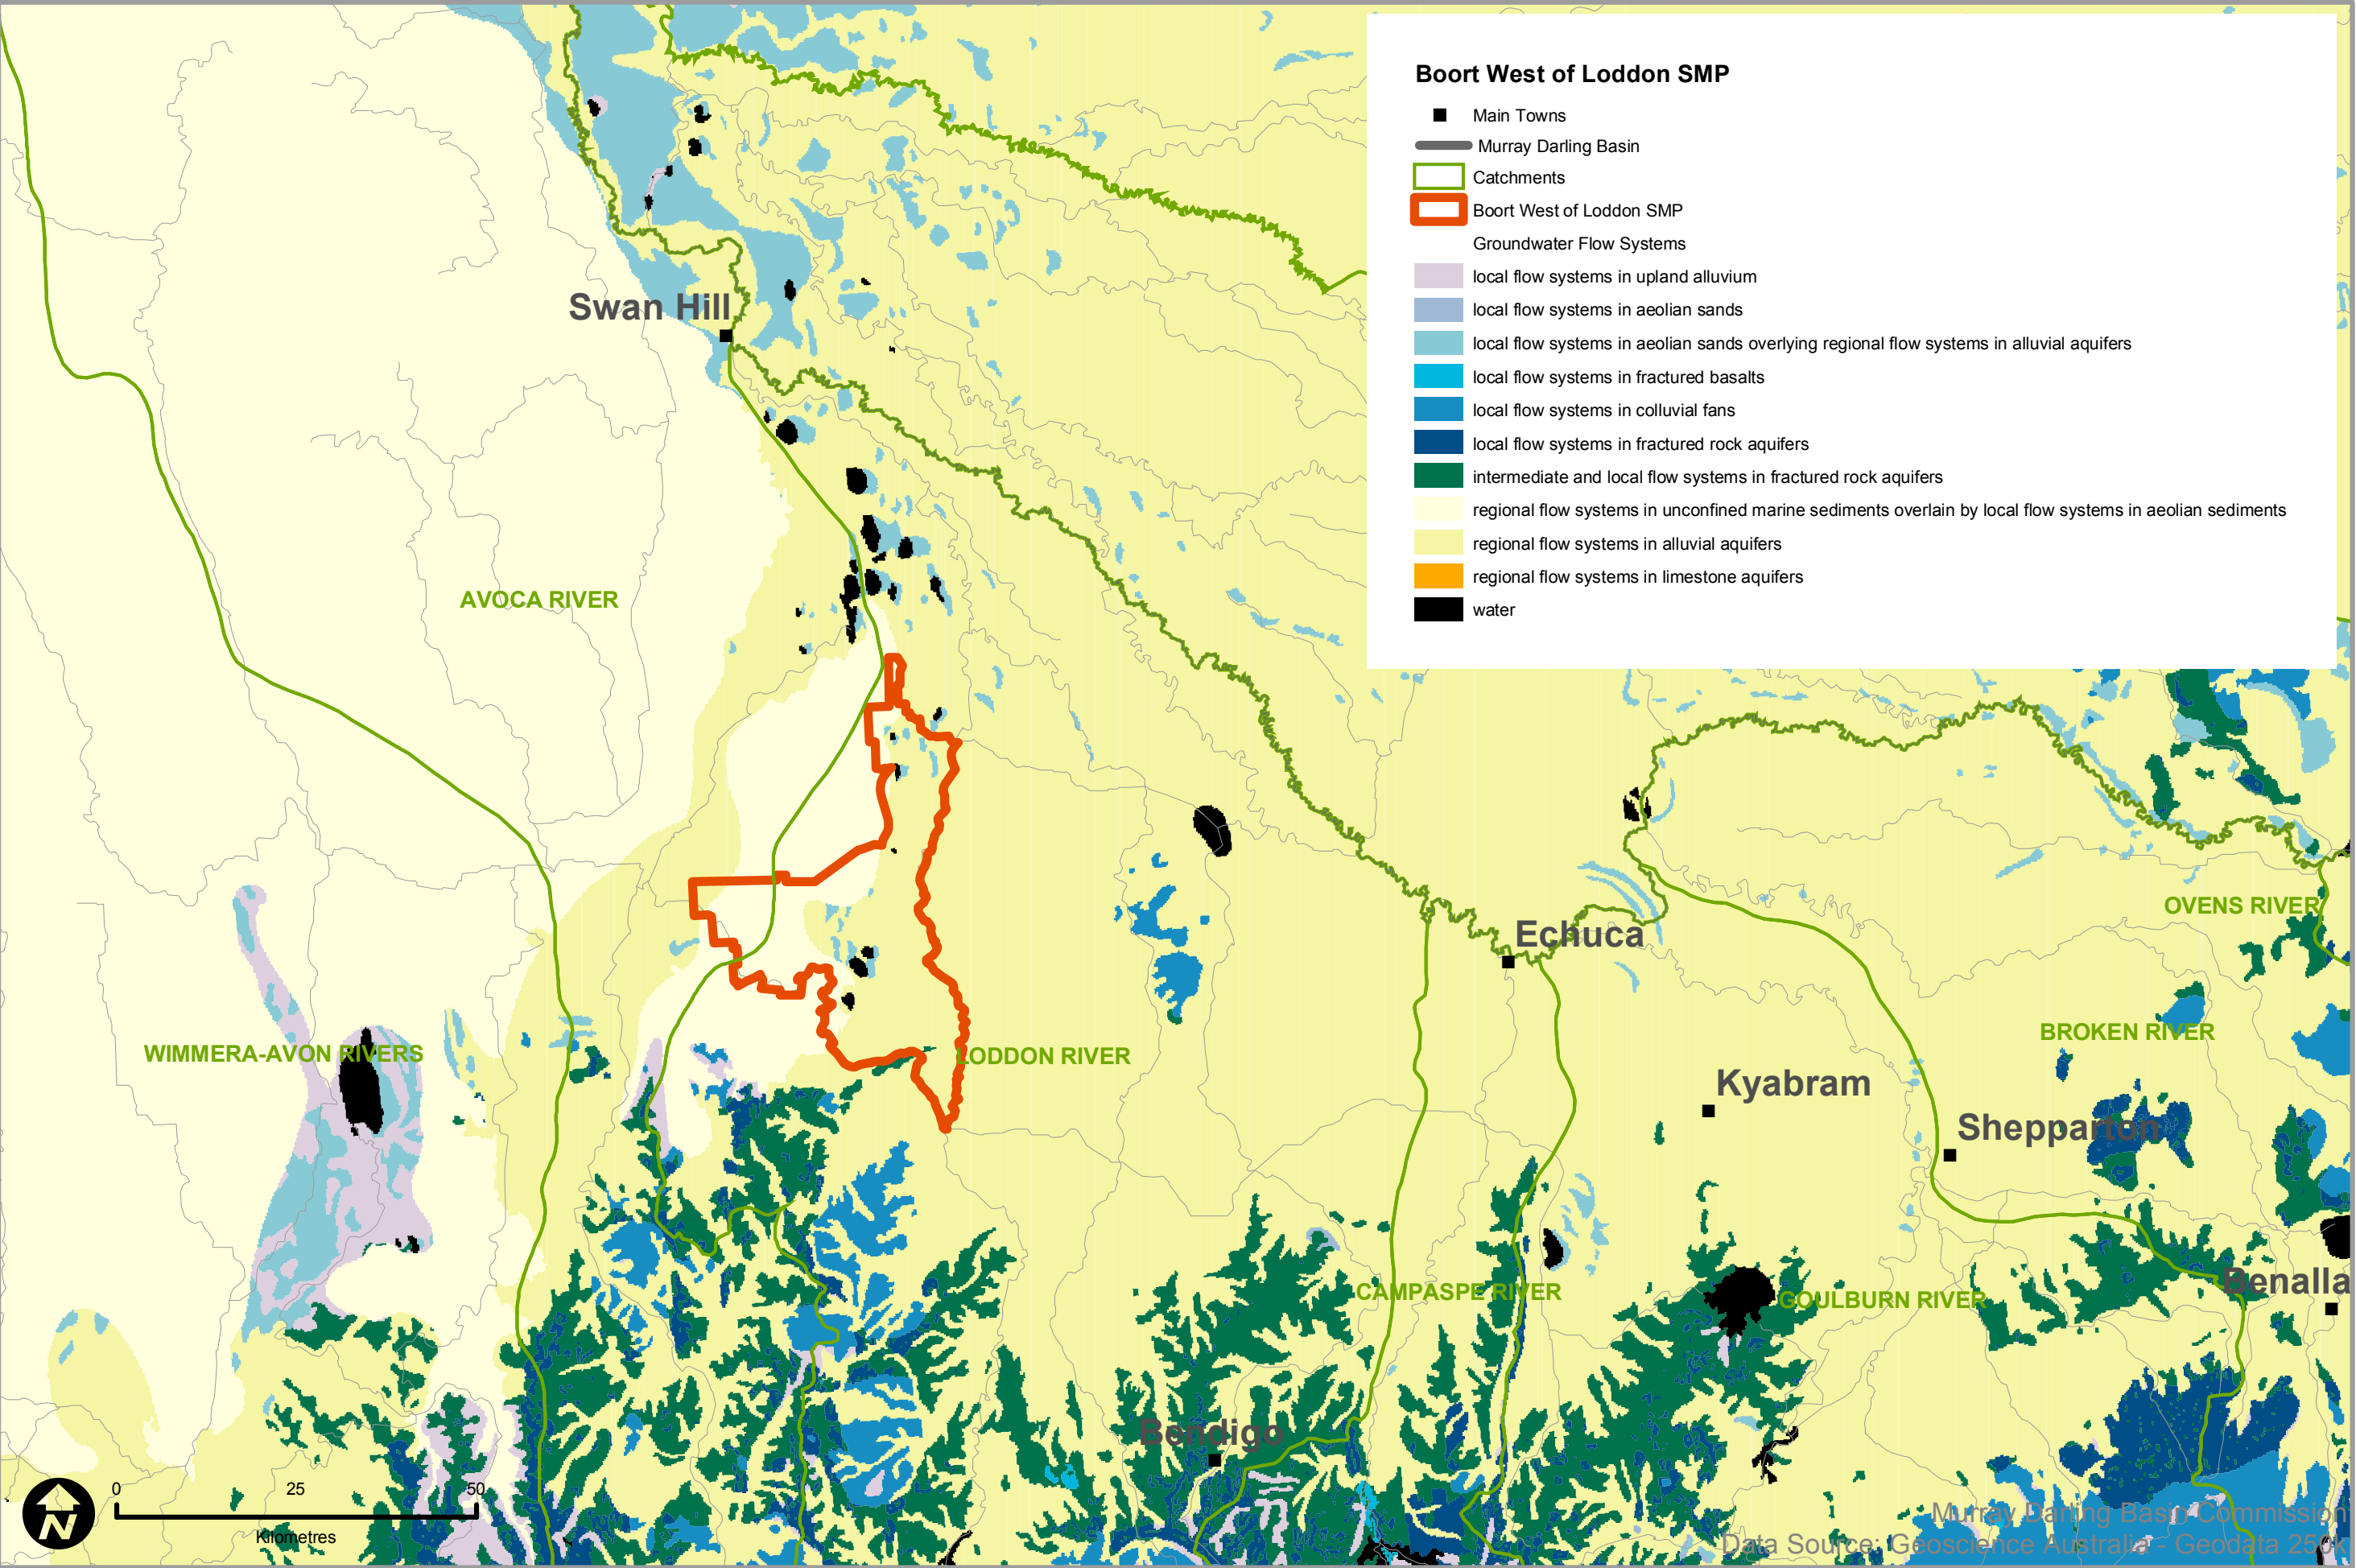 Boort West of Loddon SMP
Main Towns
Murray Darling Basin
Catchments
Boort West of Loddon SMP
Groundwater Flow Systems
local flow systems in upland alluvium
local flow systems in aeolian sands
local flow systems in aeolian sands overlying regional flow systems in alluvial aquifers
local flow systems in fractured basalts
local flow systems in colluvial fans
local flow systems in fractured rock aquifers
intermediate and local flow systems in fractured rock aquifers
regional flow systems in unconfined marine sediments overlain by local flow systems in aeolian sediments
regional flow systems in alluvial aquifers
regional flow systems in limestone aquifers
water
Swan Hill
AVOCA RIVER
OVENS RIVER
Echuca
BROKEN RIVER
WIMMERA-AVON RIVERS
LODDON RIVER
Kyabram
Shepparton
Benalla
CAMPASPE RIVER
GOULBURN RIVER
Bendigo
0 25 50
Kilometres
N
Murray Darling Basin Commission
Data Source: Geoscience Australia - Geodata 250k